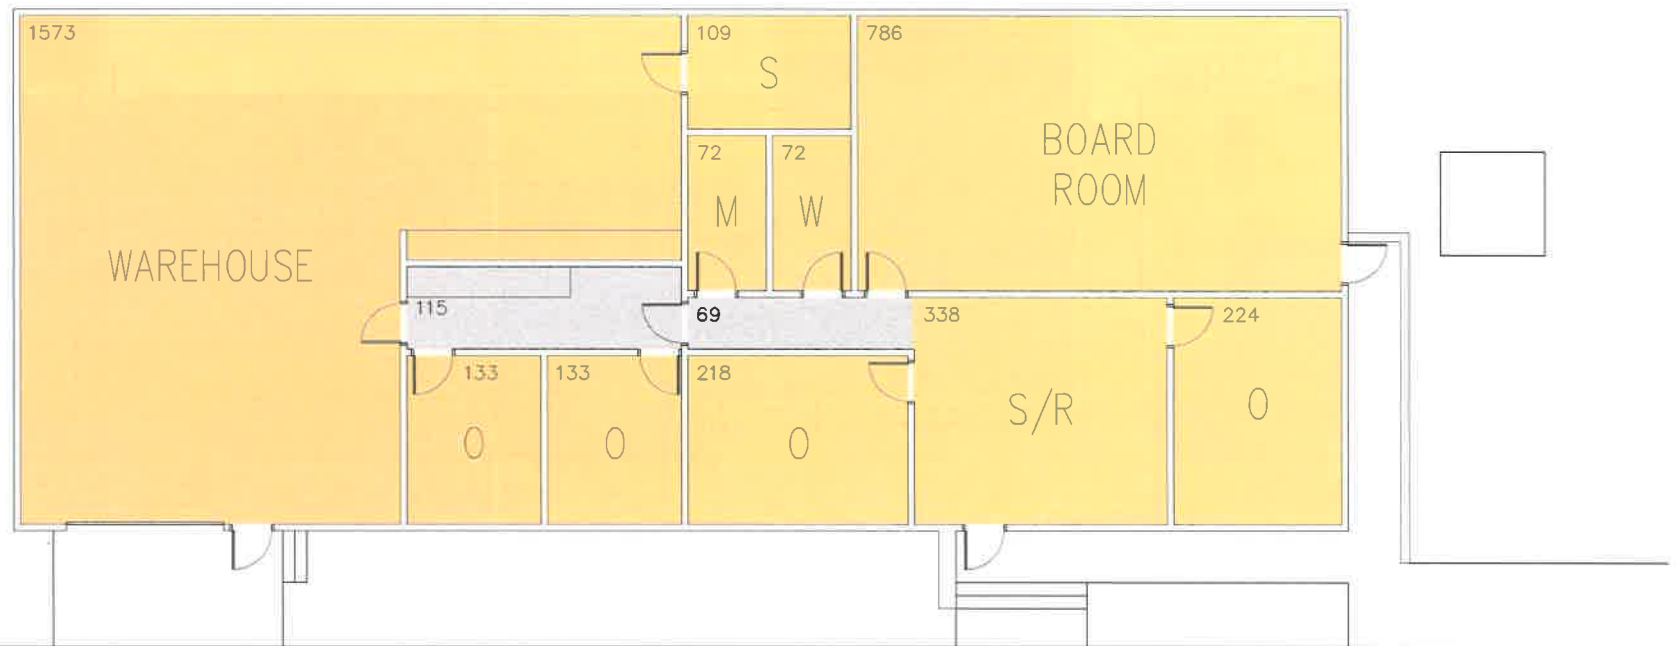 1573
109
786
S
BOARD
ROOM
72
72
M
W
WAREHOUSE
115
69
338
224
133
133
218
O
O
O
S/R
O